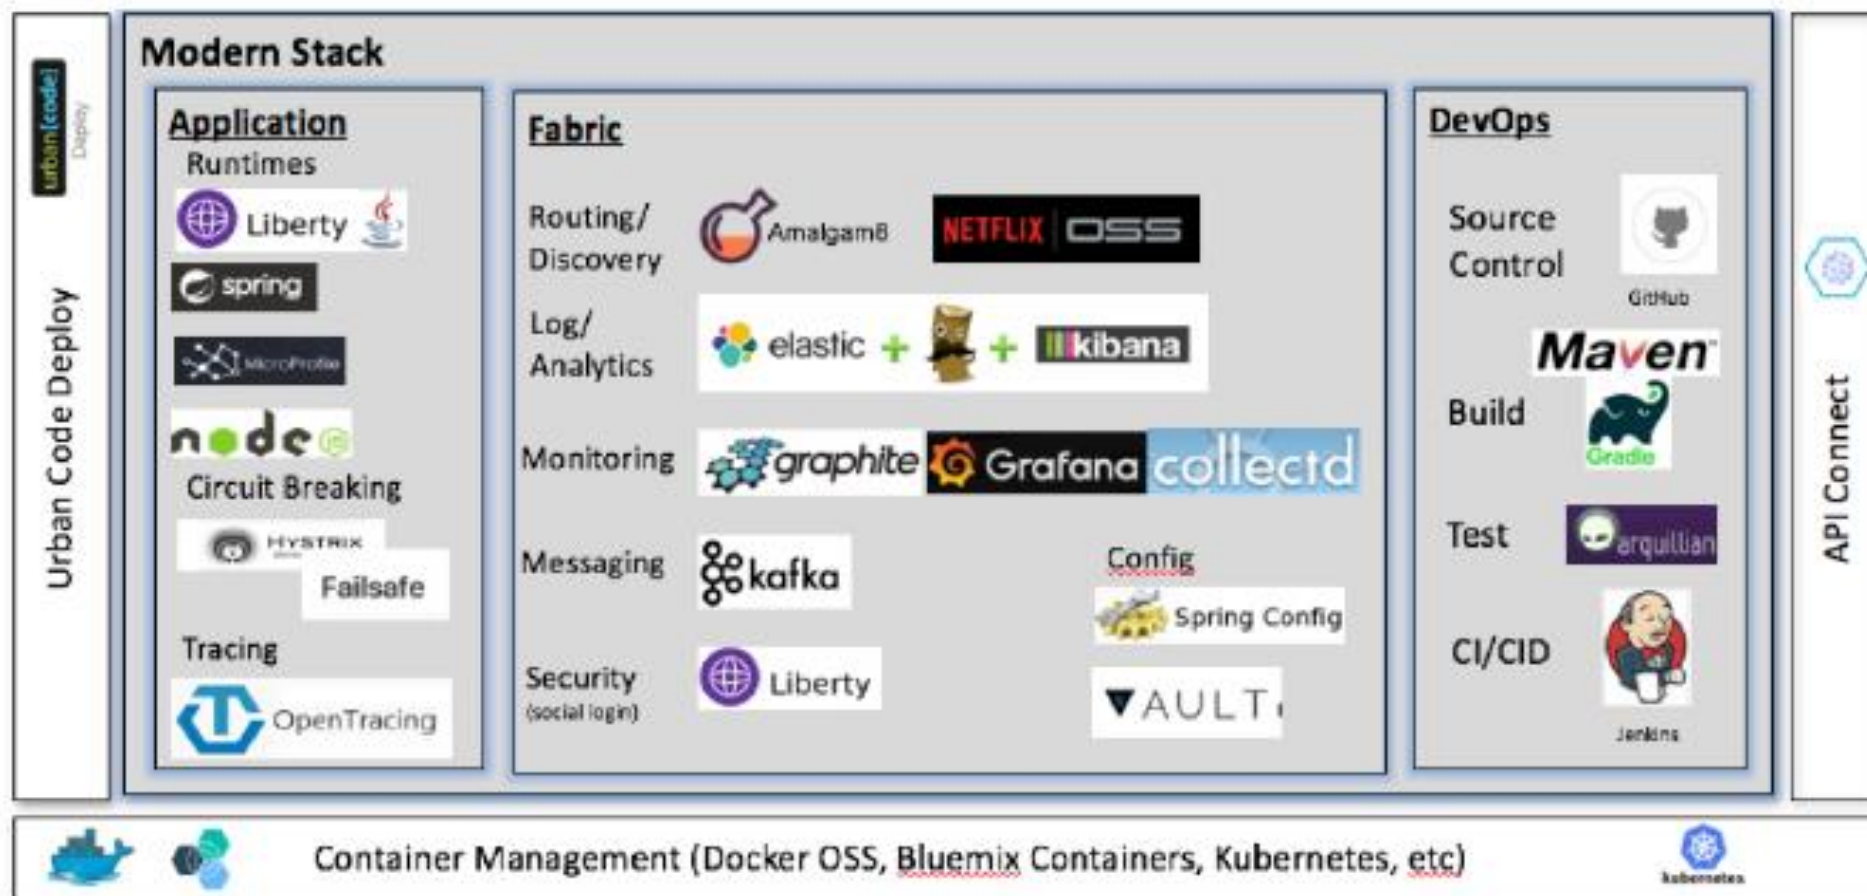 urban[code]
Deploy
Urban Code Deploy
Modern Stack
Application
Runtimes
Liberty
spring
MicroProfile
node
JS
Circuit Breaking
HYSTRIX
Failsafe
Tracing
OpenTracing
Fabric
Routing/
Discovery
Amalgam8
NETFLIX OSS
Log/
Analytics
elastic + + kibana
Monitoring
graphite
Grafana
collectd
Messaging
kafka
Config
Spring Config
Security
(social login)
Liberty
VAULT
DevOps
Source
Control
GitHub
Maven™
Build
Gradle
Test
arquillian
CI/CID
Jenkins
API Connect
Container Management (Docker OSS, Bluemix Containers, Kubernetes, etc)
kubernetes